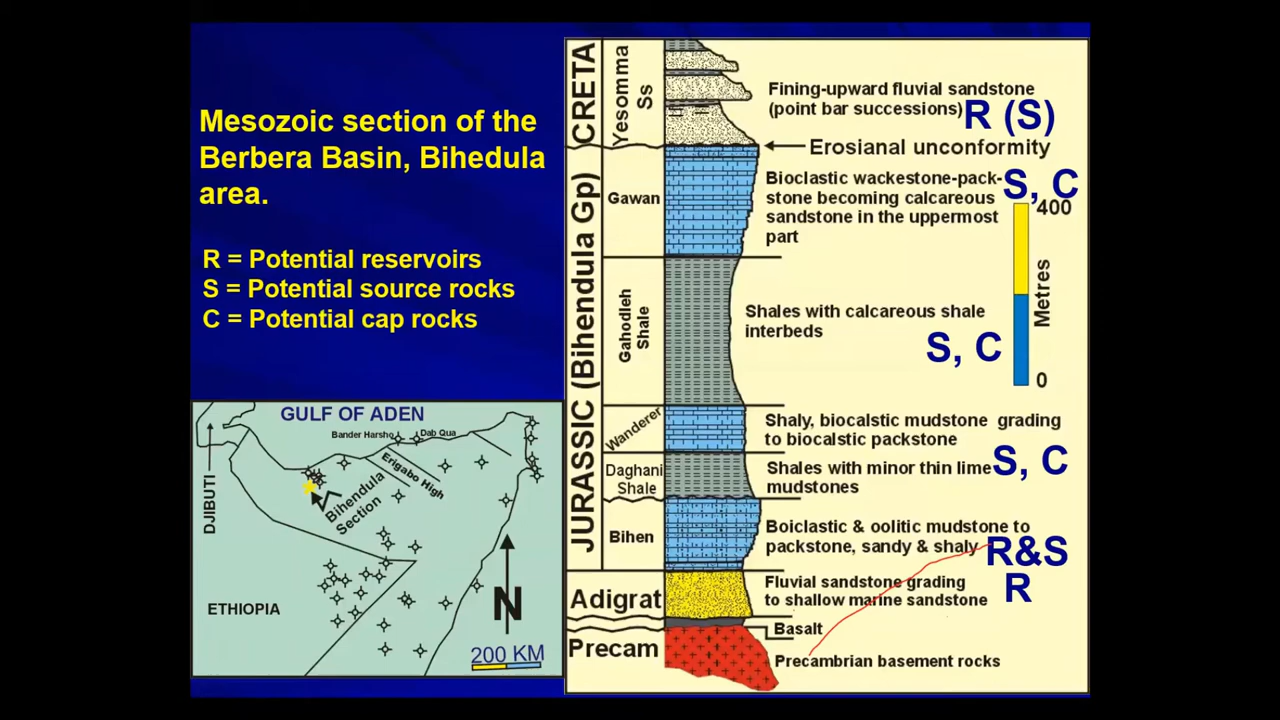 Mesozoic section of the
Berbera Basin, Bihedula
area.
R = Potential reservoirs
S = Potential source rocks
C = Potential cap rocks
GULF OF ADEN
Bander Harsho
Dab Qua
Erigabo High
Bihendula
Section
DJIBUTI
ETHIOPIA
N
200 KM
CRETA
Yesomma
Ss
Fining-upward fluvial sandstone
(point bar successions)
R (S)
Erosianal unconformity
JURASSIC (Bihendula Gp)
Gawan
Bioclastic wackestone-pack-
stone becoming calcareous
sandstone in the uppermost
part
S, C
400
Metres
0
Gahodleh
Shale
Shales with calcareous shale
interbeds
S, C
Wanderer
Shaly, biocalstic mudstone grading
to biocalstic packstone
Daghani
Shale
Shales with minor thin lime
mudstones
S, C
Bihen
Boiclastic & oolitic mudstone to
packstone, sandy & shaly
R&S
Adigrat
Fluvial sandstone grading
to shallow marine sandstone
R
Basalt
Precam
Precambrian basement rocks